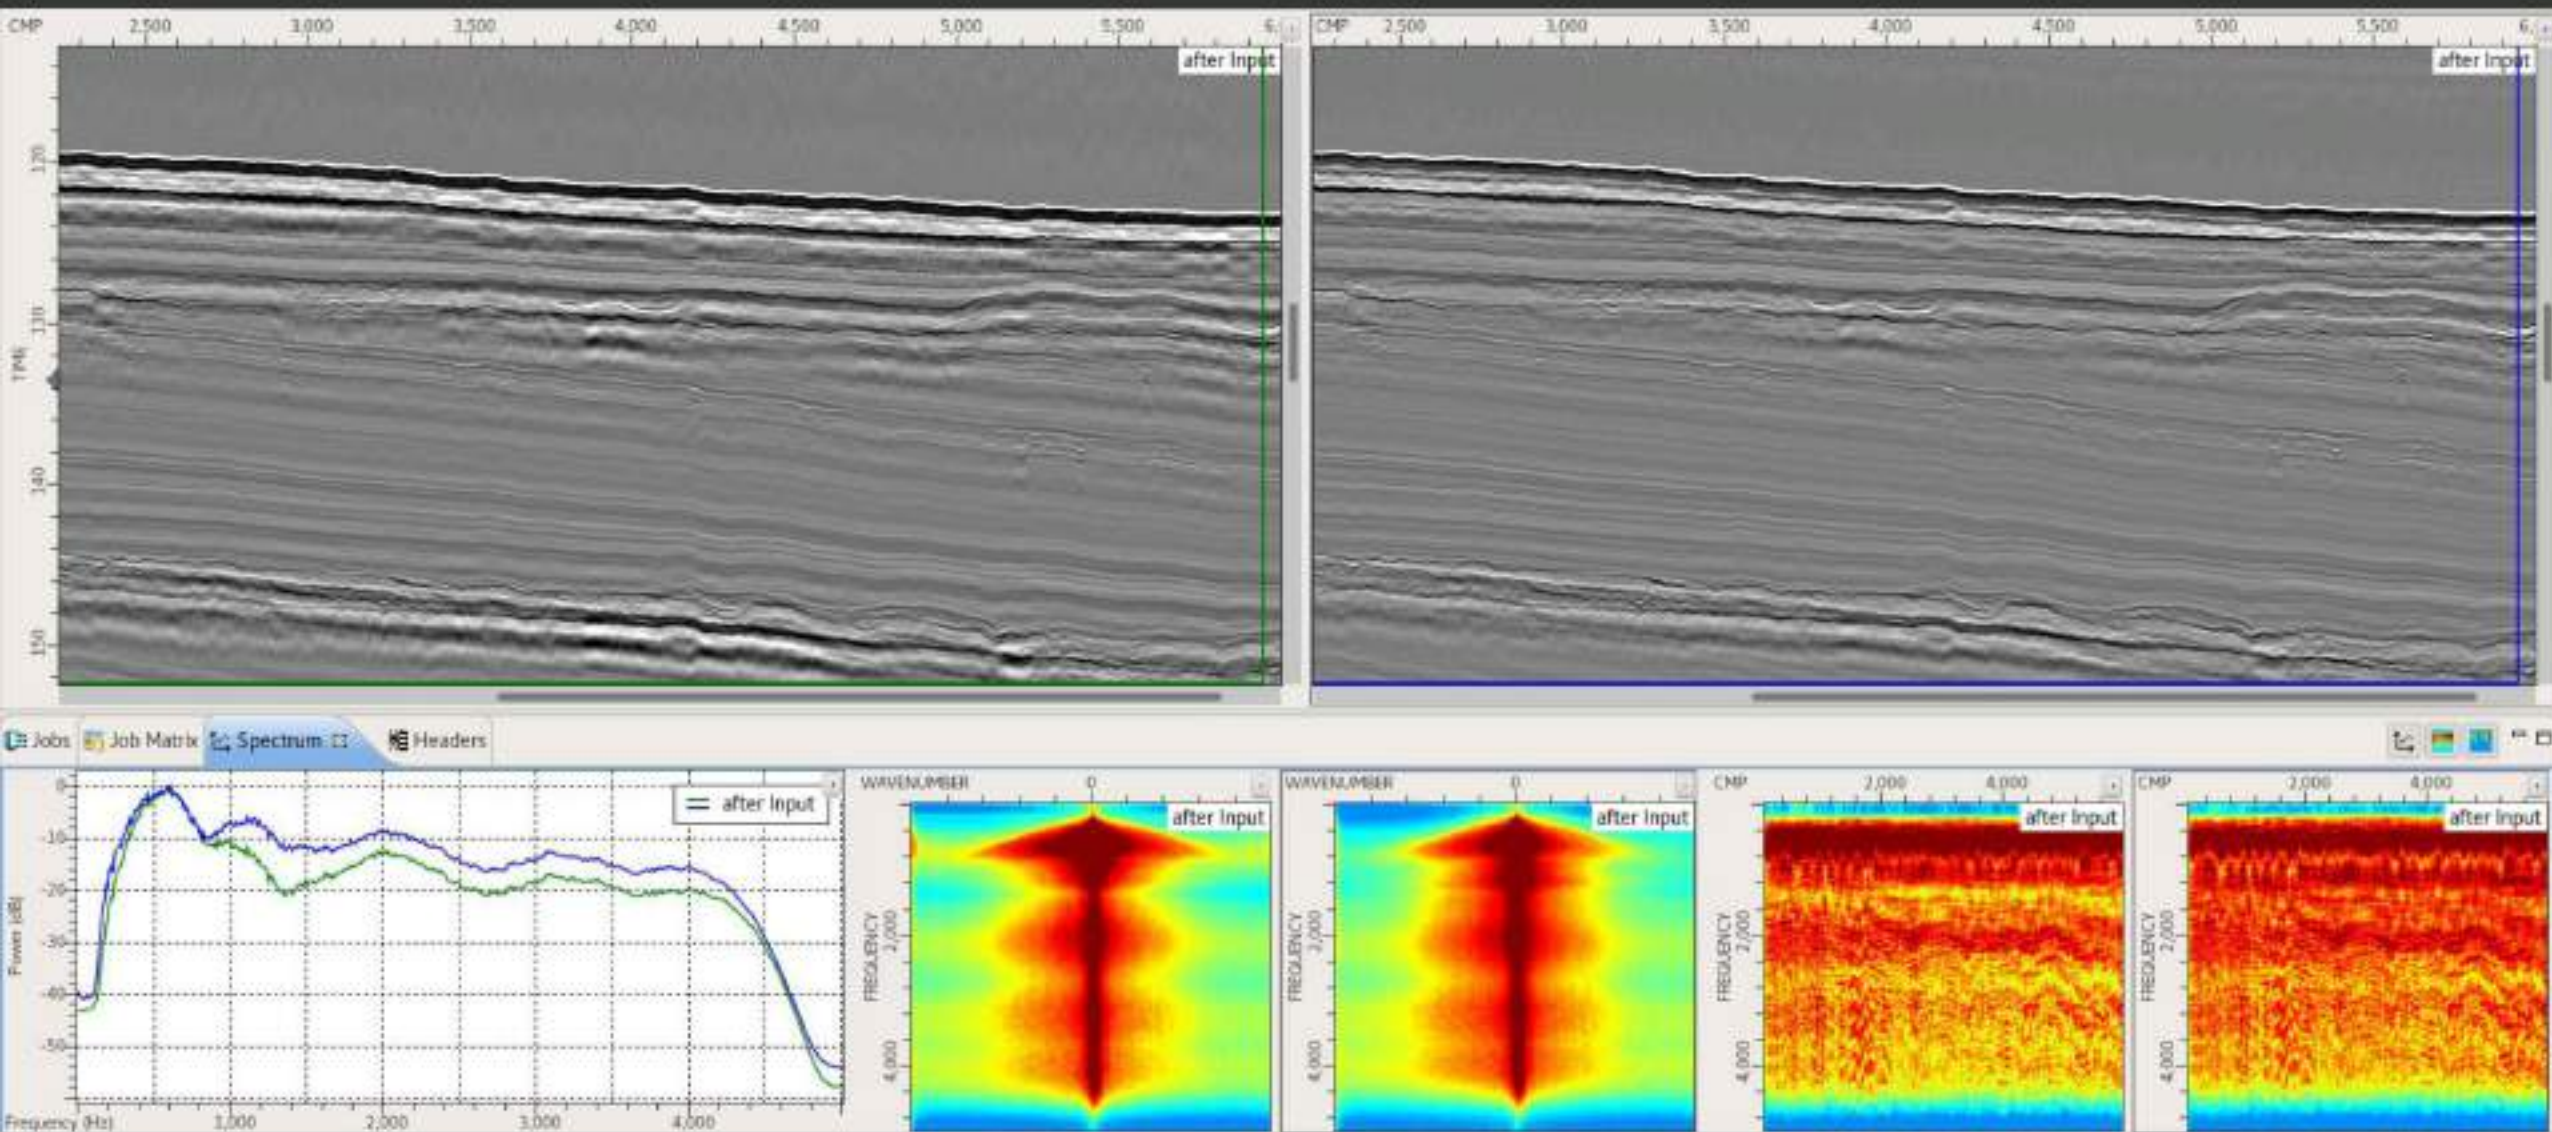 CMP 2,500 3,000 3,500 4,000 4,500 5,000 5,500 6,
CMP 2,500 3,000 3,500 4,000 4,500 5,000 5,500 6,
after Input
after Input
120
130
TIME
140
150
Jobs Job Matrix Spectrum Headers
0
-10
-20
-30
-40
-50
Power (dB)
after Input
Frequency (Hz) 1,000 2,000 3,000 4,000
WAVENUMBER 0
after Input
FREQUENCY
2,000
4,000
WAVENUMBER 0
after Input
FREQUENCY
2,000
4,000
CMP 2,000 4,000
after Input
FREQUENCY
2,000
4,000
CMP 2,000 4,000
after Input
FREQUENCY
2,000
4,000